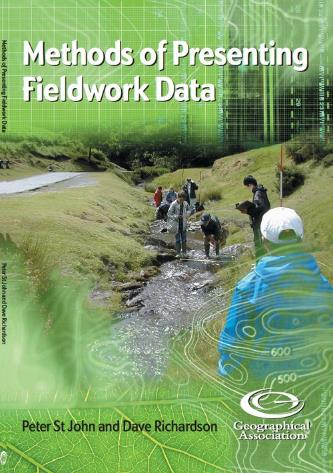 Methods of Presenting
Fieldwork Data
Methods of Presenting Fieldwork Data
Peter St John and Dave Richardson
600
500
Peter St John and Dave Richardson
Geographical
Association